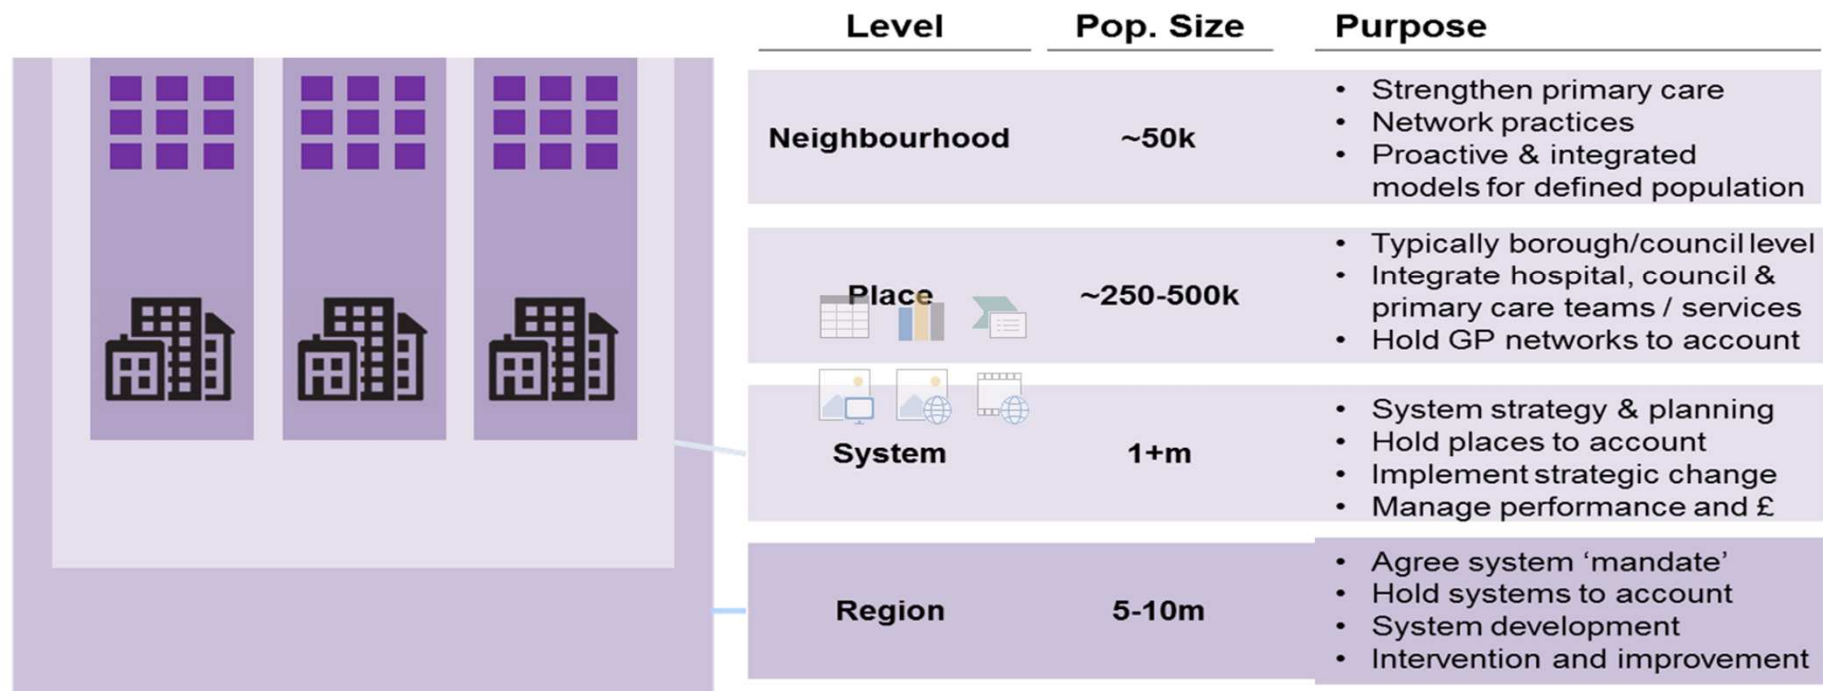 Level Pop. Size Purpose
Neighbourhood ~50k
• Strengthen primary care
• Network practices
• Proactive & integrated
models for defined population
Place ~250-500k
• Typically borough/council level
• Integrate hospital, council &
primary care teams / services
• Hold GP networks to account
System 1+m
• System strategy & planning
• Hold places to account
• Implement strategic change
• Manage performance and £
Region 5-10m
• Agree system ‘mandate’
• Hold systems to account
• System development
• Intervention and improvement